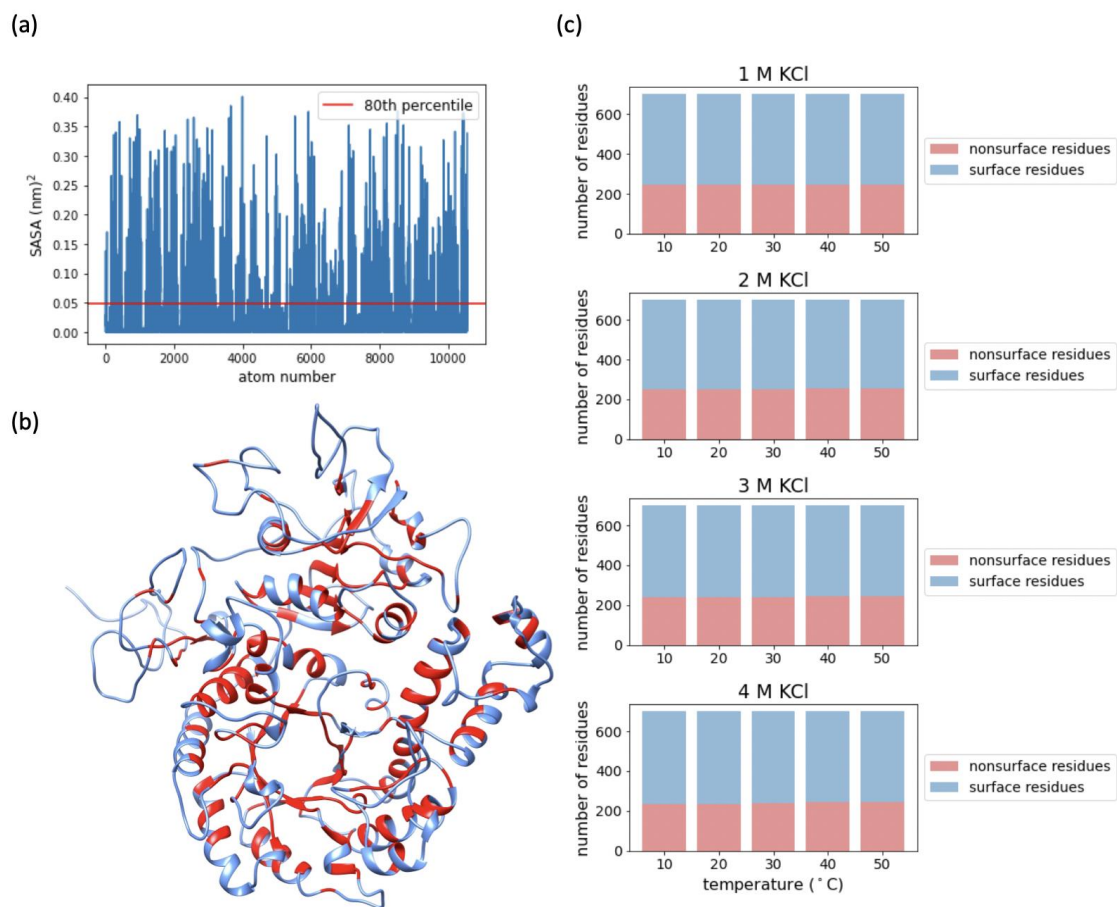 (a)
80th percentile
0.40
0.35
0.30
0.25
0.20
0.15
0.10
0.05
0.00
SASA (nm)²
0 2000 4000 6000 8000 10000
atom number
(b)
(c)
1 M KCl
number of residues
600
400
200
0
10 20 30 40 50
nonsurface residues
surface residues
2 M KCl
number of residues
600
400
200
0
10 20 30 40 50
nonsurface residues
surface residues
3 M KCl
number of residues
600
400
200
0
10 20 30 40 50
nonsurface residues
surface residues
4 M KCl
number of residues
600
400
200
0
10 20 30 40 50
temperature (°C)
nonsurface residues
surface residues